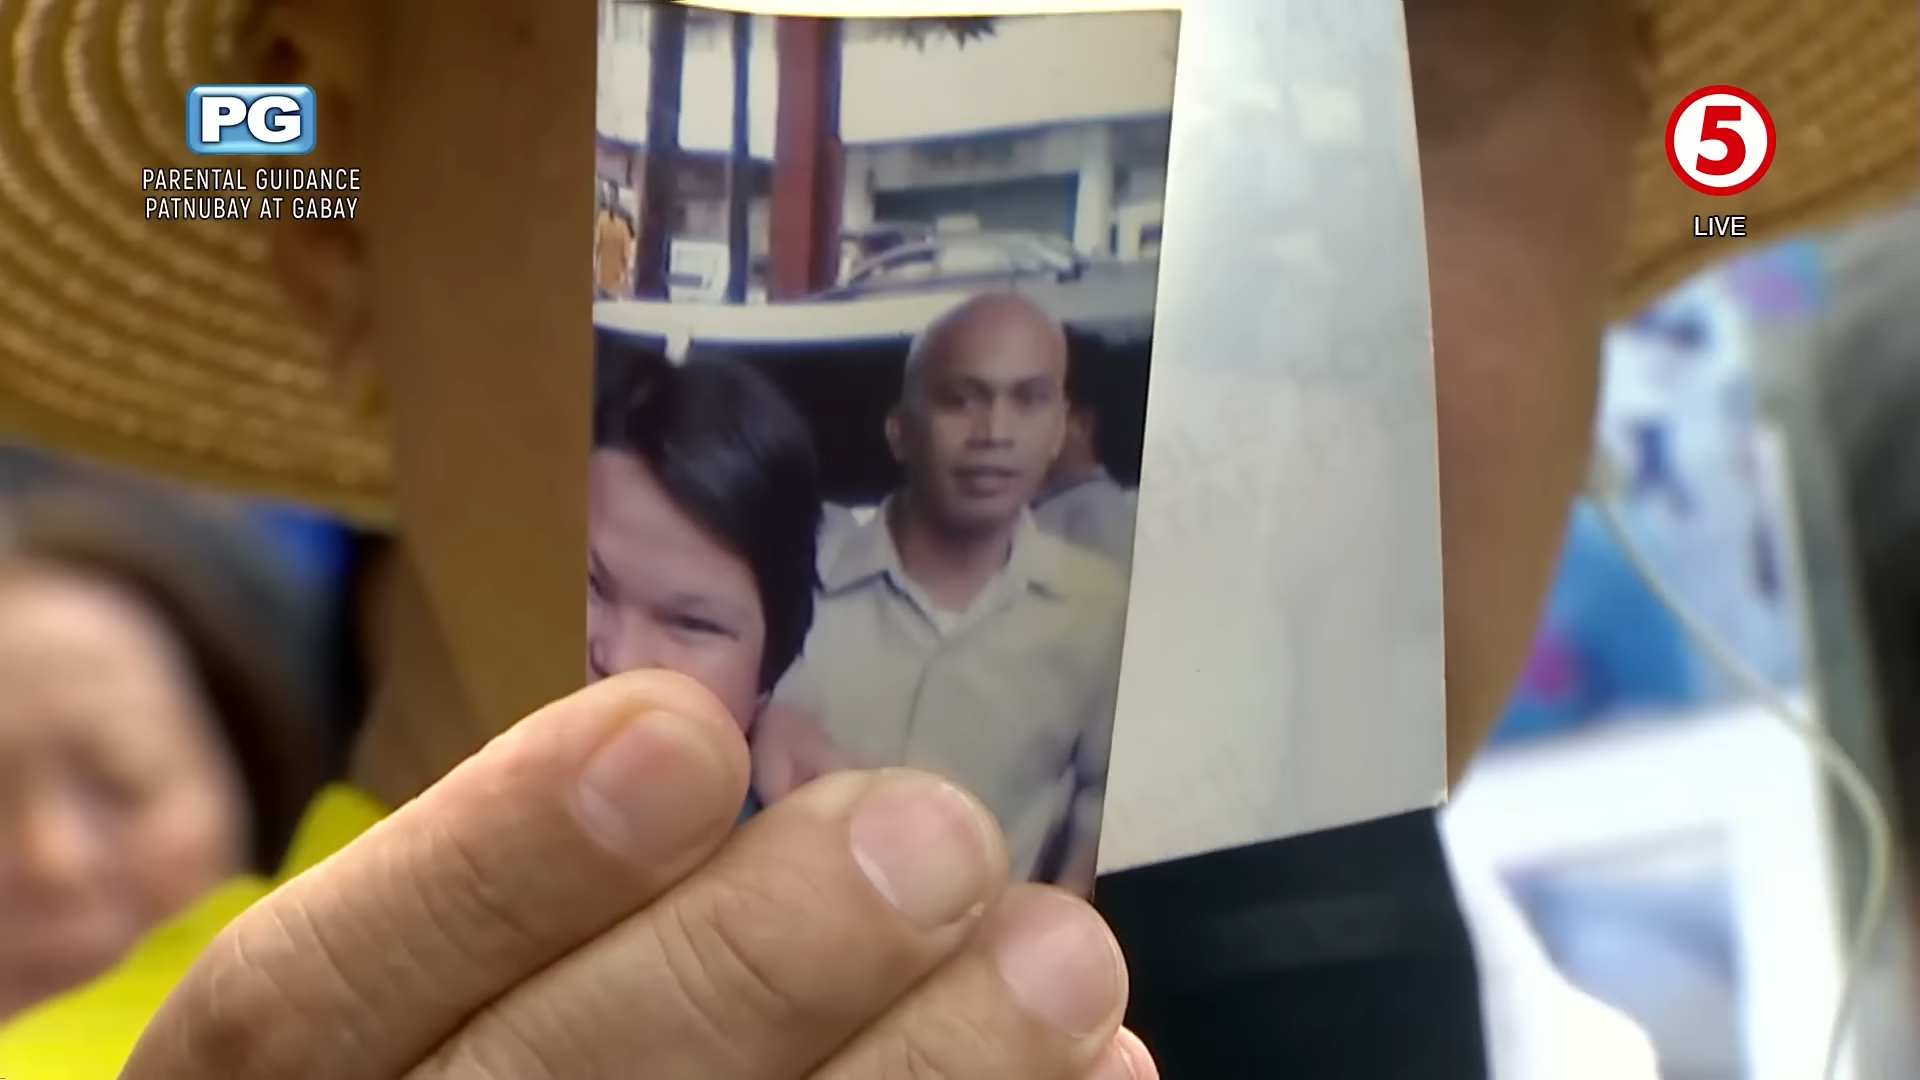 PG
PARENTAL GUIDANCE
PATNUBAY AT GABAY
5
LIVE